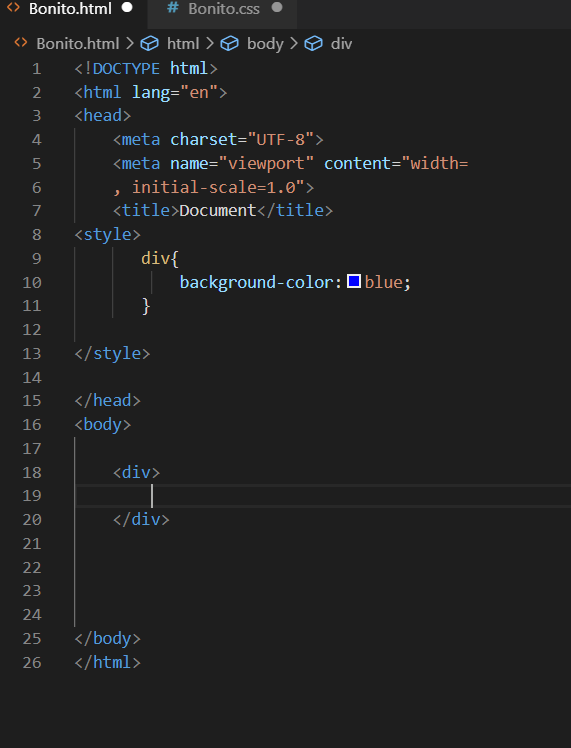 Bonito.html Bonito.css
Bonito.html > html > body > div
1 <!DOCTYPE html>
2 <html lang="en">
3 <head>
4 <meta charset="UTF-8">
5 <meta name="viewport" content="width=
6 , initial-scale=1.0">
7 <title>Document</title>
8 <style>
9 div{
10 background-color: blue;
11 }
12
13 </style>
14
15 </head>
16 <body>
17
18 <div>
19
20 </div>
21
22
23
24
25 </body>
26 </html>